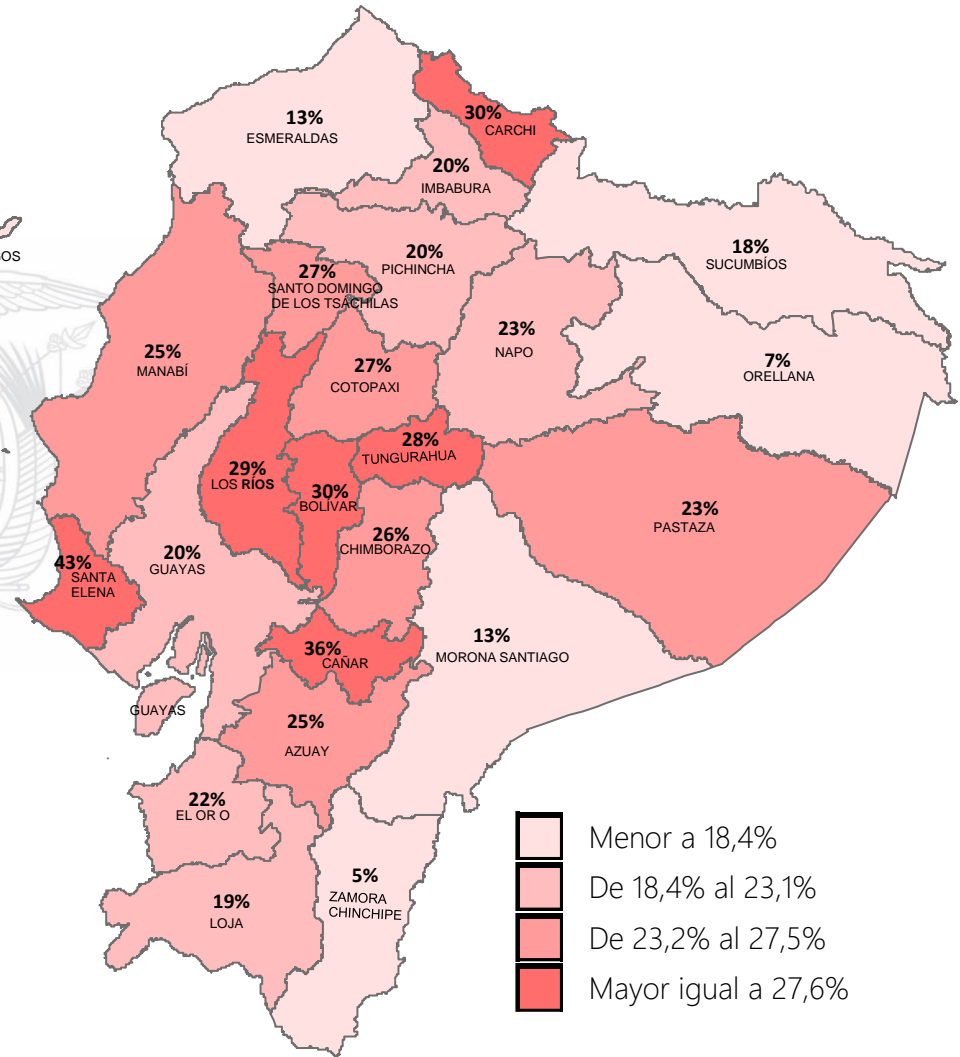 13%
ESMERALDAS
30%
CARCHI
20%
IMBABURA
OS
18%
SUCUMBÍOS
20%
PICHINCHA
27%
SANTO DOMINGO
DE LOS TSÁCHILAS
23%
NAPO
25%
MANABÍ
27%
COTOPAXI
7%
ORELLANA
28%
TUNGURAHUA
29%
LOS RÍOS
30%
BOLÍVAR
23%
PASTAZA
26%
CHIMBORAZO
20%
GUAYAS
43%
SANTA
ELENA
13%
MORONA SANTIAGO
36%
CAÑAR
GUAYAS
25%
AZUAY
22%
EL OR O
5%
ZAMORA
CHINCHIPE
19%
LOJA
Menor a 18,4%
De 18,4% al 23,1%
De 23,2% al 27,5%
Mayor igual a 27,6%